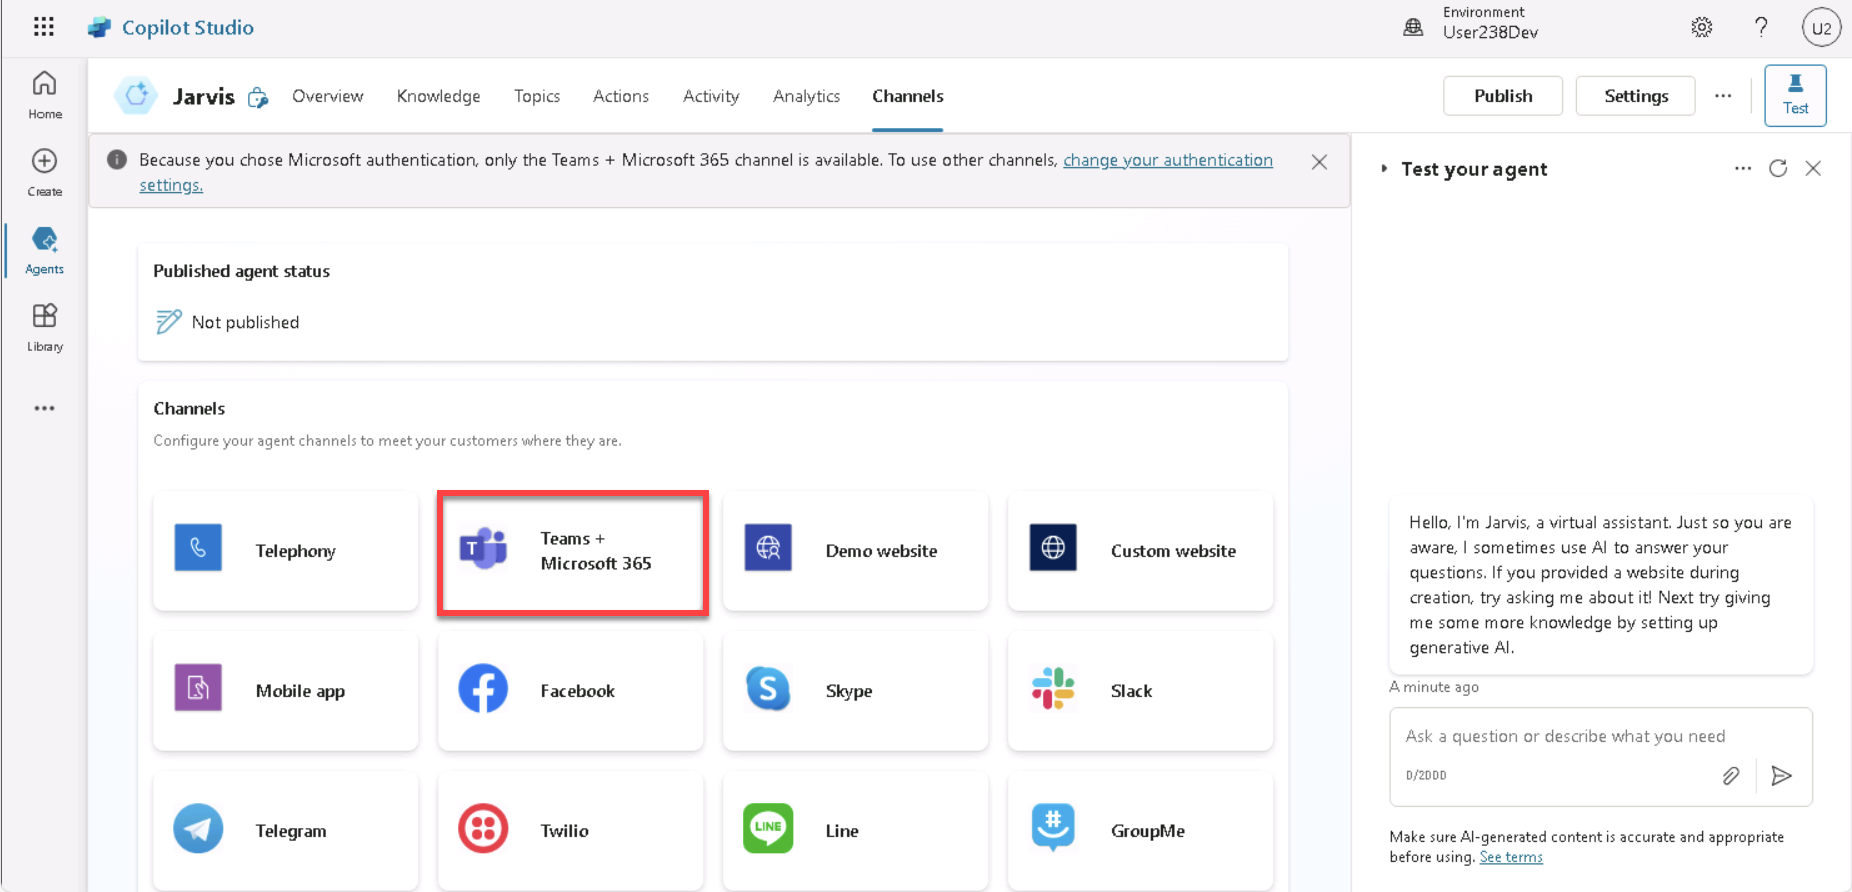 Copilot Studio
Environment
User238Dev
?
U2
Home
Create
Agents
Library
Jarvis
Overview
Knowledge
Topics
Actions
Activity
Analytics
Channels
Publish
Settings
Test
Because you chose Microsoft authentication, only the Teams + Microsoft 365 channel is available. To use other channels, change your authentication
settings.
Published agent status
Not published
Channels
Configure your agent channels to meet your customers where they are.
Telephony
T
Teams +
Microsoft 365
Demo website
Custom website
Mobile app
Facebook
S
Skype
Slack
Telegram
Twilio
LINE
Line
#
GroupMe
Test your agent
Hello, I'm Jarvis, a virtual assistant. Just so you are
aware, I sometimes use AI to answer your
questions. If you provided a website during
creation, try asking me about it! Next try giving
me some more knowledge by setting up
generative AI.
A minute ago
Ask a question or describe what you need
0/2000
Make sure AI-generated content is accurate and appropriate
before using. See terms